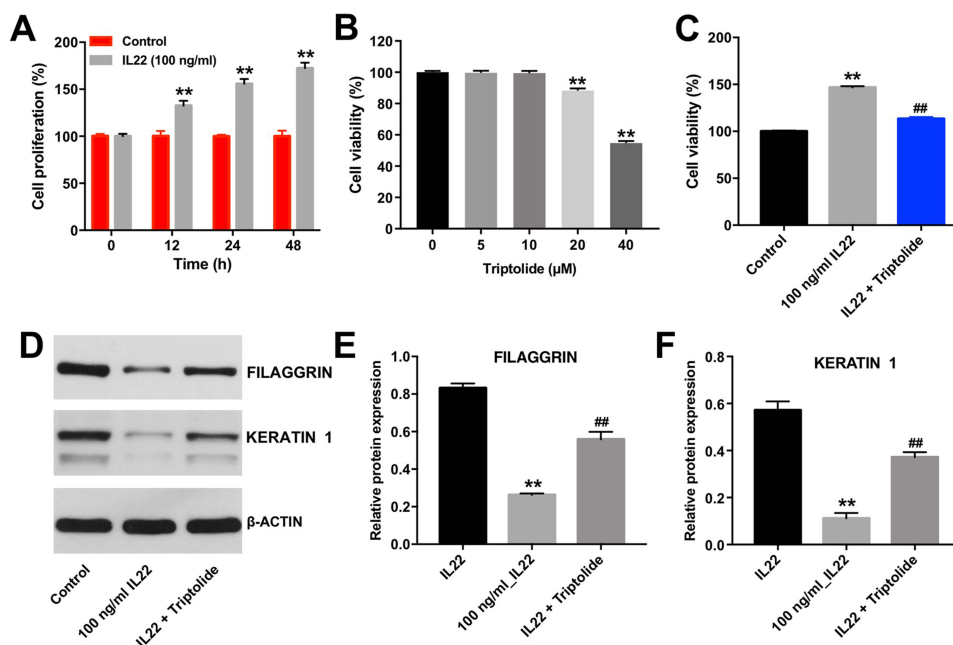 A
Control
IL22 (100 ng/ml)
Cell proliferation (%)
200
150
100
50
0
**
**
**
0 12 24 48
Time (h)
B
Cell viability (%)
120
100
80
60
40
20
0
**
**
0 5 10 20 40
Triptolide (µM)
C
Cell viability (%)
200
150
100
50
0
**
##
Control
100 ng/ml IL22
IL22 + Triptolide
D
FILAGGRIN
KERATIN 1
β-ACTIN
Control
100 ng/ml IL22
IL22 + Triptolide
E
FILAGGRIN
Relative protein expression
1.0
0.8
0.6
0.4
0.2
0.0
**
##
IL22
100 ng/ml_IL22
IL22 + Triptolide
F
KERATIN 1
Relative protein expression
0.8
0.6
0.4
0.2
0.0
**
##
IL22
100 ng/ml_IL22
IL22 + Triptolide